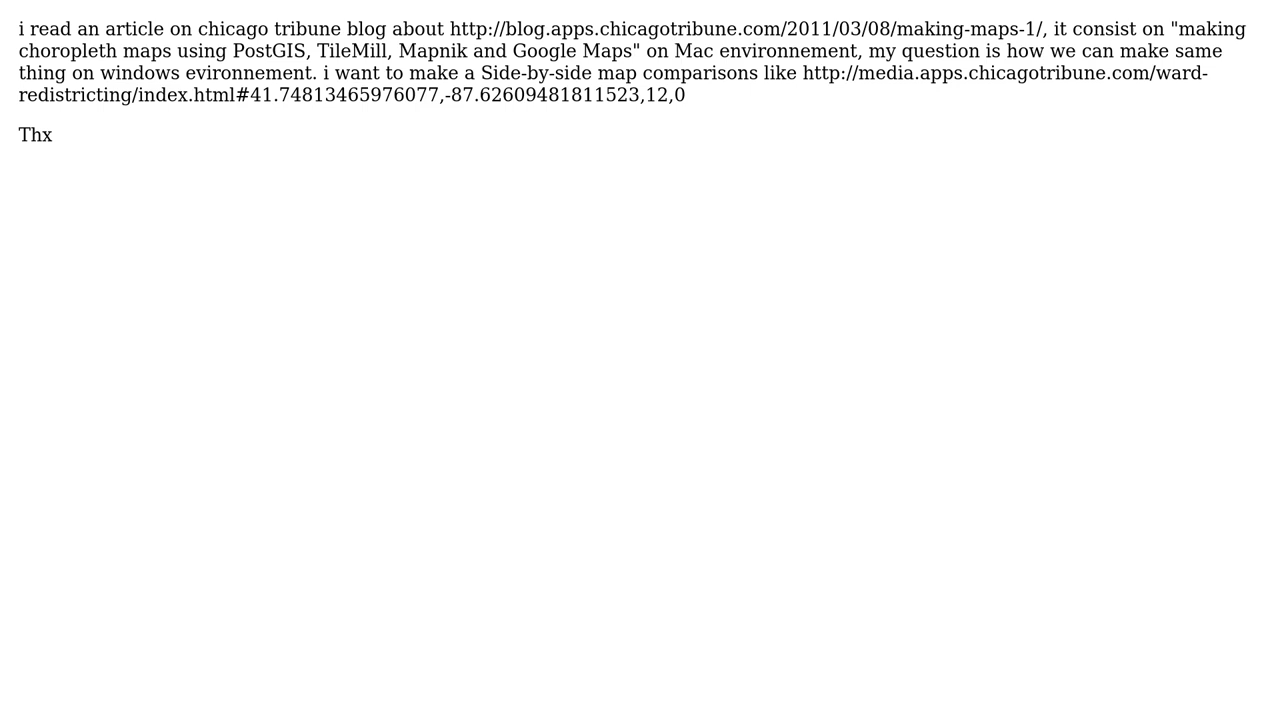 i read an article on chicago tribune blog about http://blog.apps.chicagotribune.com/2011/03/08/making-maps-1/, it consist on "making
choropleth maps using PostGIS, TileMill, Mapnik and Google Maps" on Mac environnement, my question is how we can make same
thing on windows evironnement. i want to make a Side-by-side map comparisons like http://media.apps.chicagotribune.com/ward-
redistricting/index.html#41.74813465976077,-87.62609481811523,12,0
Thx